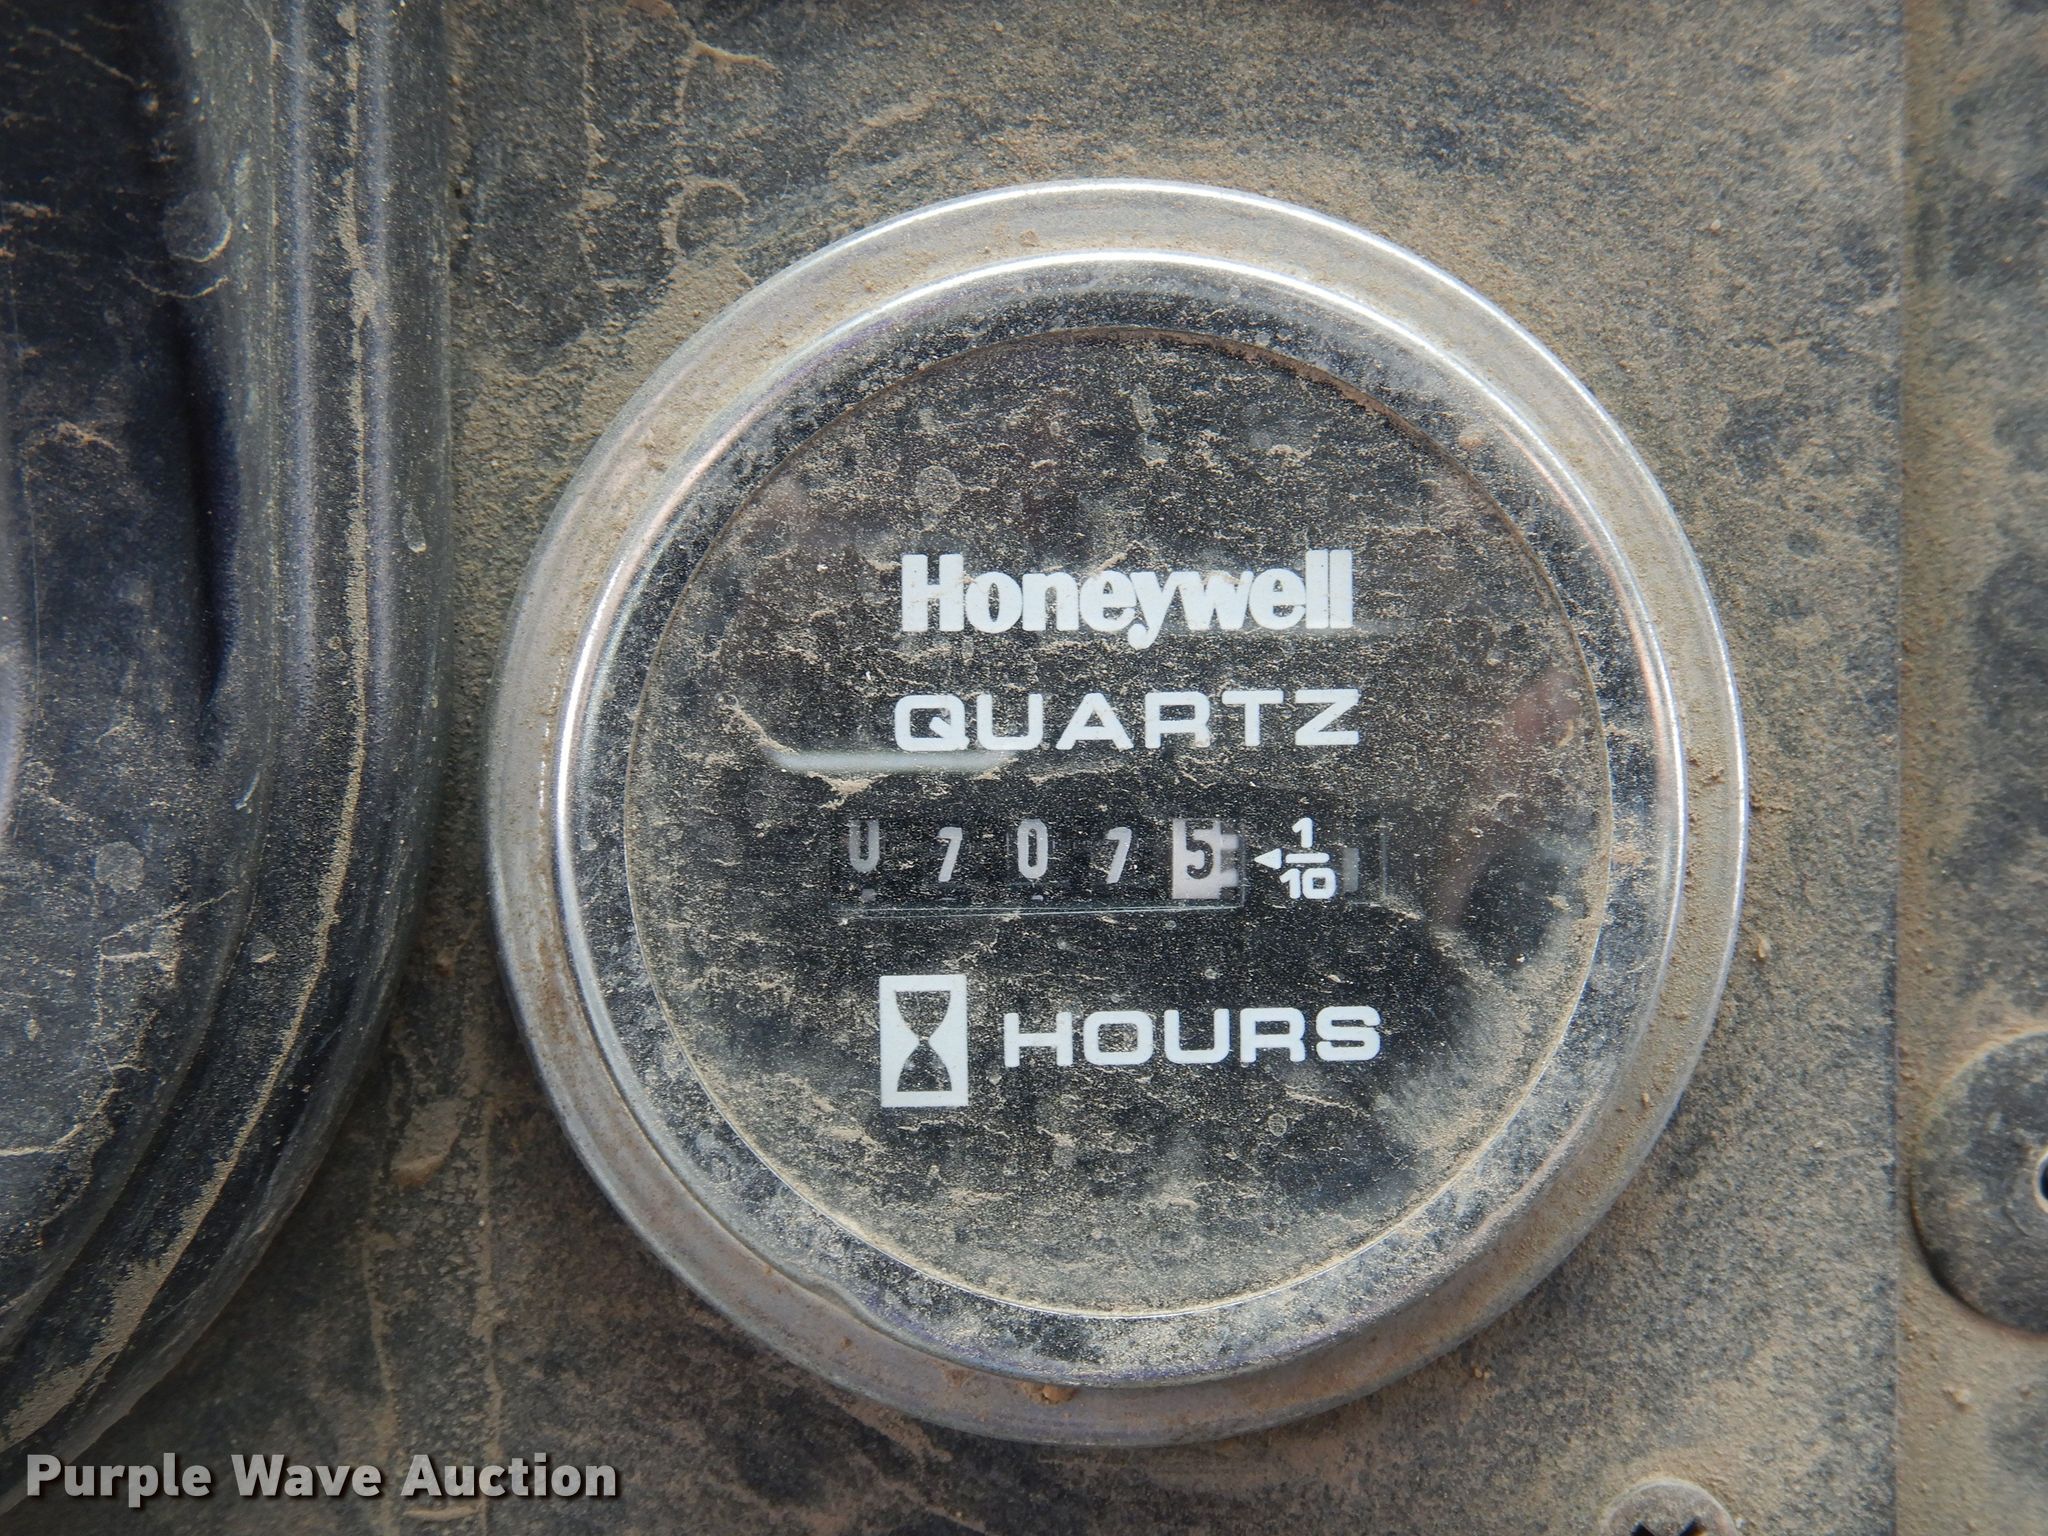 Honeywell
QUARTZ
07075 1/10
HOURS
Purple Wave Auction